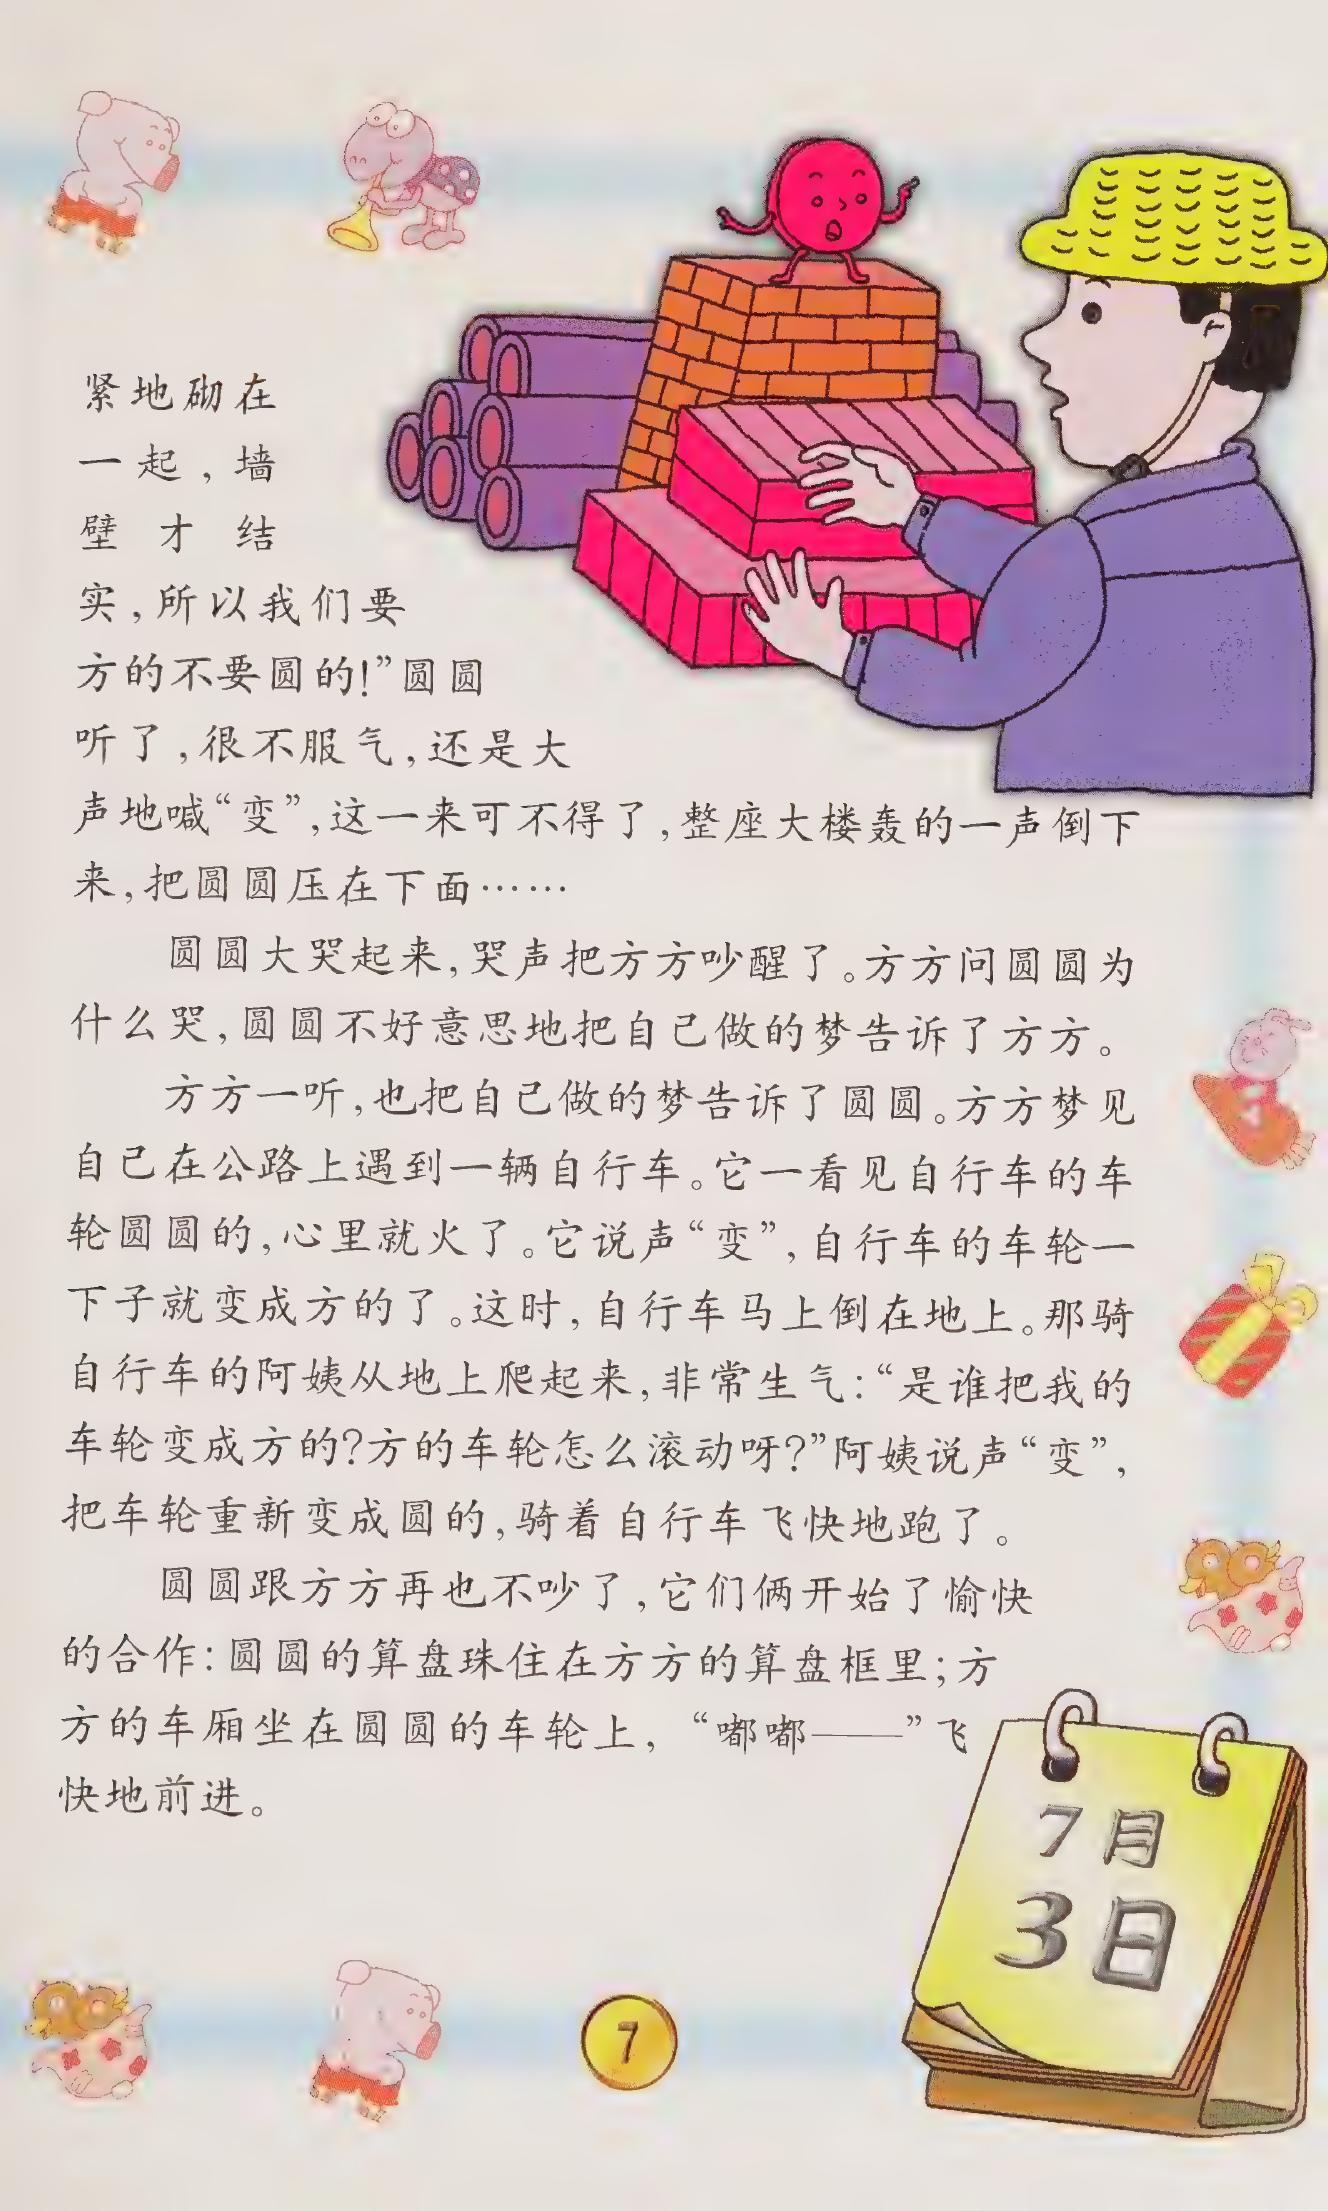 紧地砌在
一起，墙
壁才结
实，所以我们要
方的不要圆的！”圆圆
听了，很不服气，还是大
声地喊“变”，这一来可不得了，整座大楼轰的一声倒下
来，把圆圆压在下面……
圆圆大哭起来，哭声把方方吵醒了。方方问圆圆为
什么哭，圆圆不好意思地把自己做的梦告诉了方方。
方方一听，也把自己做的梦告诉了圆圆。方方梦见
自己在公路上遇到一辆自行车。它一看见自行车的车
轮圆圆的，心里就火了。它说声“变”，自行车的车轮一
下子就变成方的了。这时，自行车马上倒在地上。那骑
自行车的阿姨从地上爬起来，非常生气：“是谁把我的
车轮变成方的？方的车轮怎么滚动呀？”阿姨说声“变”，
把车轮重新变成圆的，骑着自行车飞快地跑了。
圆圆跟方方再也不吵了，它们俩开始了愉快
的合作：圆圆的算盘珠住在方方的算盘框里；方
方的车厢坐在圆圆的车轮上，“嘟嘟——”飞
快地前进。
7月
3日
7